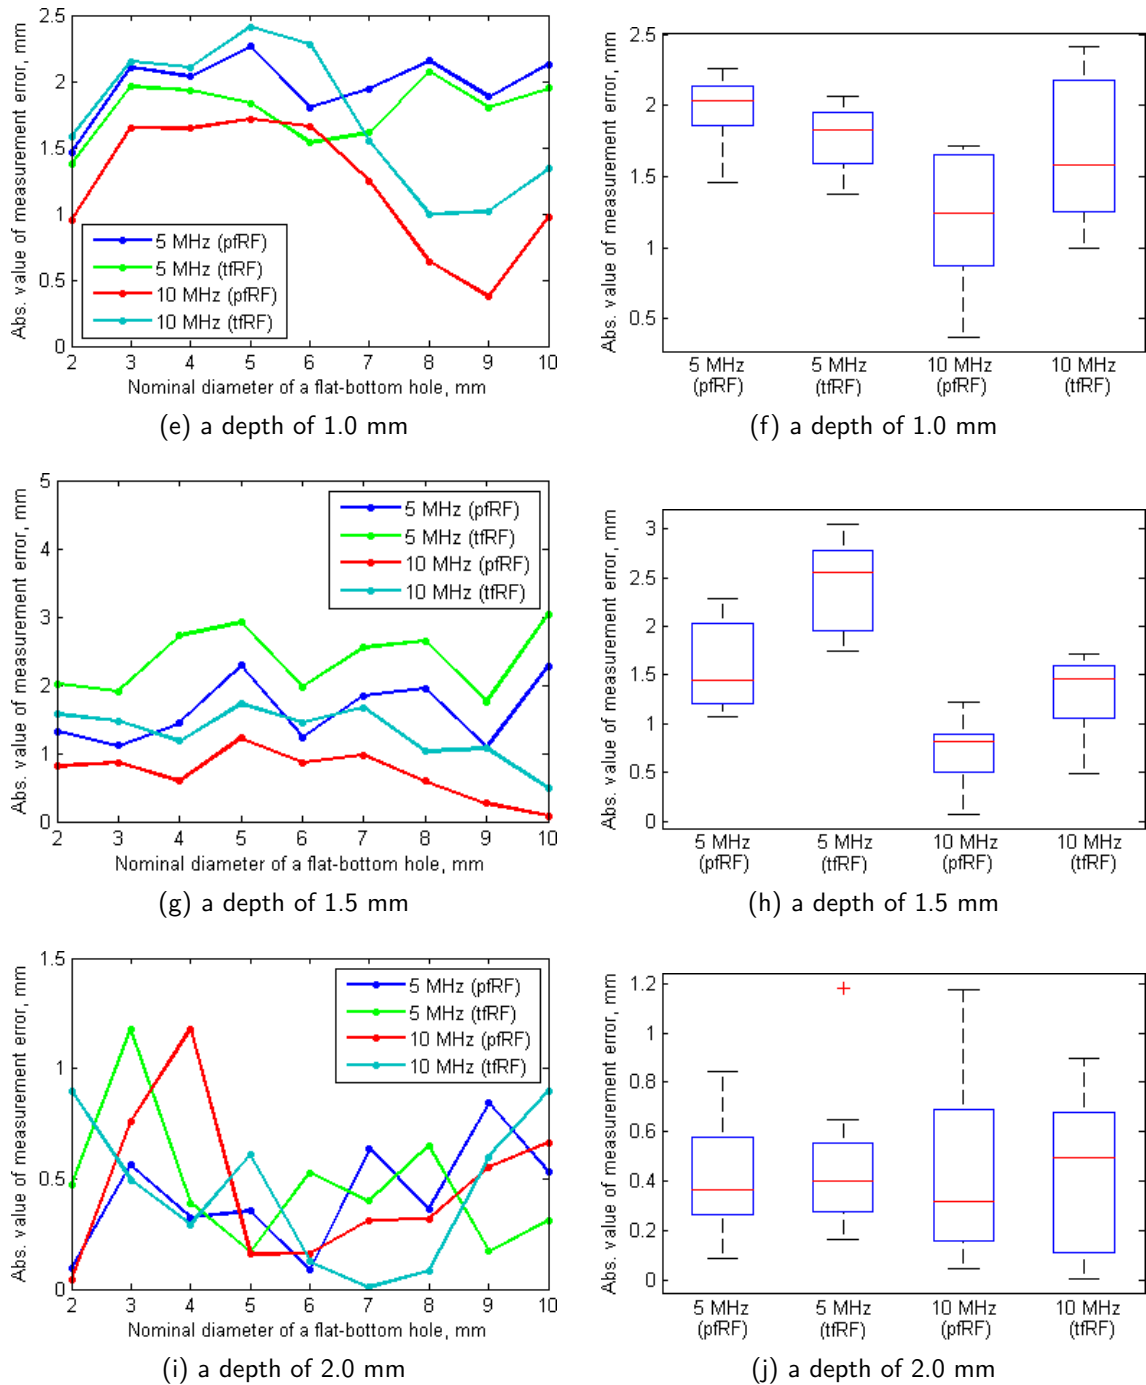 2.5
2
1.5
1
0.5
0
Abs. value of measurement error, mm
5 MHz (pfRF)
5 MHz (tfRF)
10 MHz (pfRF)
10 MHz (tfRF)
2 3 4 5 6 7 8 9 10
Nominal diameter of a flat-bottom hole, mm
(e) a depth of 1.0 mm
2.5
2
1.5
1
0.5
Abs. value of measurement error, mm
5 MHz 5 MHz 10 MHz 10 MHz
(pfRF) (tfRF) (pfRF) (tfRF)
(f) a depth of 1.0 mm
5
4
3
2
1
0
Abs. value of measurement error, mm
5 MHz (pfRF)
5 MHz (tfRF)
10 MHz (pfRF)
10 MHz (tfRF)
2 3 4 5 6 7 8 9 10
Nominal diameter of a flat-bottom hole, mm
(g) a depth of 1.5 mm
3
2.5
2
1.5
1
0.5
0
Abs. value of measurement error, mm
5 MHz 5 MHz 10 MHz 10 MHz
(pfRF) (tfRF) (pfRF) (tfRF)
(h) a depth of 1.5 mm
1.5
1
0.5
0
Abs. value of measurement error, mm
5 MHz (pfRF)
5 MHz (tfRF)
10 MHz (pfRF)
10 MHz (tfRF)
2 3 4 5 6 7 8 9 10
Nominal diameter of a flat-bottom hole, mm
(i) a depth of 2.0 mm
1.2
1
0.8
0.6
0.4
0.2
0
Abs. value of measurement error, mm
5 MHz 5 MHz 10 MHz 10 MHz
(pfRF) (tfRF) (pfRF) (tfRF)
(j) a depth of 2.0 mm